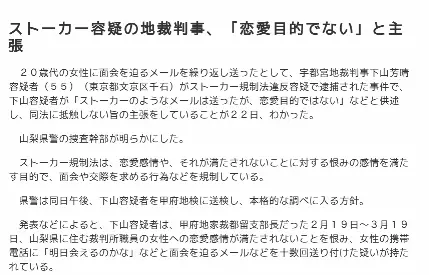 ストーカー容疑の地裁判事、「恋愛目的でない」と主
張
２０歳代の女性に面会を迫るメールを繰り返し送ったとして、宇都宮地裁判事下山芳晴
容疑者（５５）（東京都文京区千石）がストーカー規制法違反容疑で逮捕された事件で、
下山容疑者が「ストーカーのようなメールは送ったが、恋愛目的ではない」などと供述
し、同法に抵触しない旨の主張をしていることが２２日、わかった。
山梨県警の捜査幹部が明らかにした。
ストーカー規制法は、恋愛感情や、それが満たされないことに対する恨みの感情を満た
す目的で、面会や交際を求める行為などを規制している。
県警は同日午後、下山容疑者を甲府地検に送検し、本格的な調べに入る方針。
発表などによると、下山容疑者は、甲府地家裁都留支部長だった２月１９日～３月１９
日、山梨県に住む裁判所職員の女性への恋愛感情が満たされないことを恨み、女性の携帯
電話に「明日会えるのかな」などと面会を迫るメールなどを十数回送り付けた疑いが持た
れている。